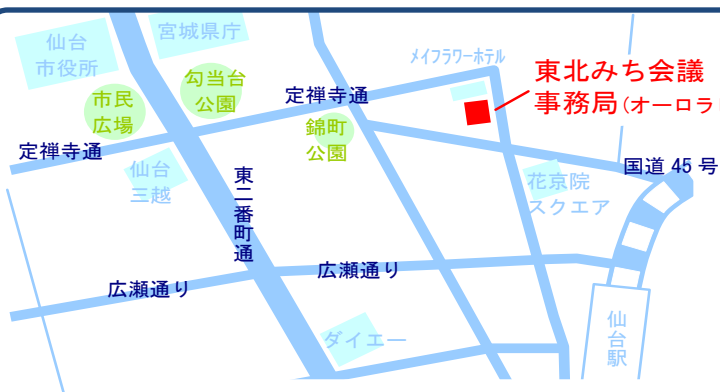 宮城県庁
仙台
市役所
メイフラワーホテル
東北みち会議
事務局(オーロラ
勾当台
公園
市民
広場
定禅寺通
錦町
公園
定禅寺通
国道 45 号
仙台
三越
東二番町通
花京院
スクエア
広瀬通り
広瀬通り
仙台駅
ダイエー